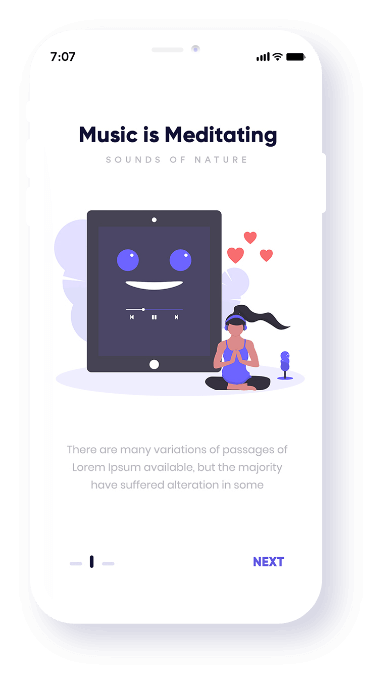 7:07
Music is Meditating
SOUNDS OF NATURE
There are many variations of passages of
Lorem Ipsum available, but the majority
have suffered alteration in some
NEXT